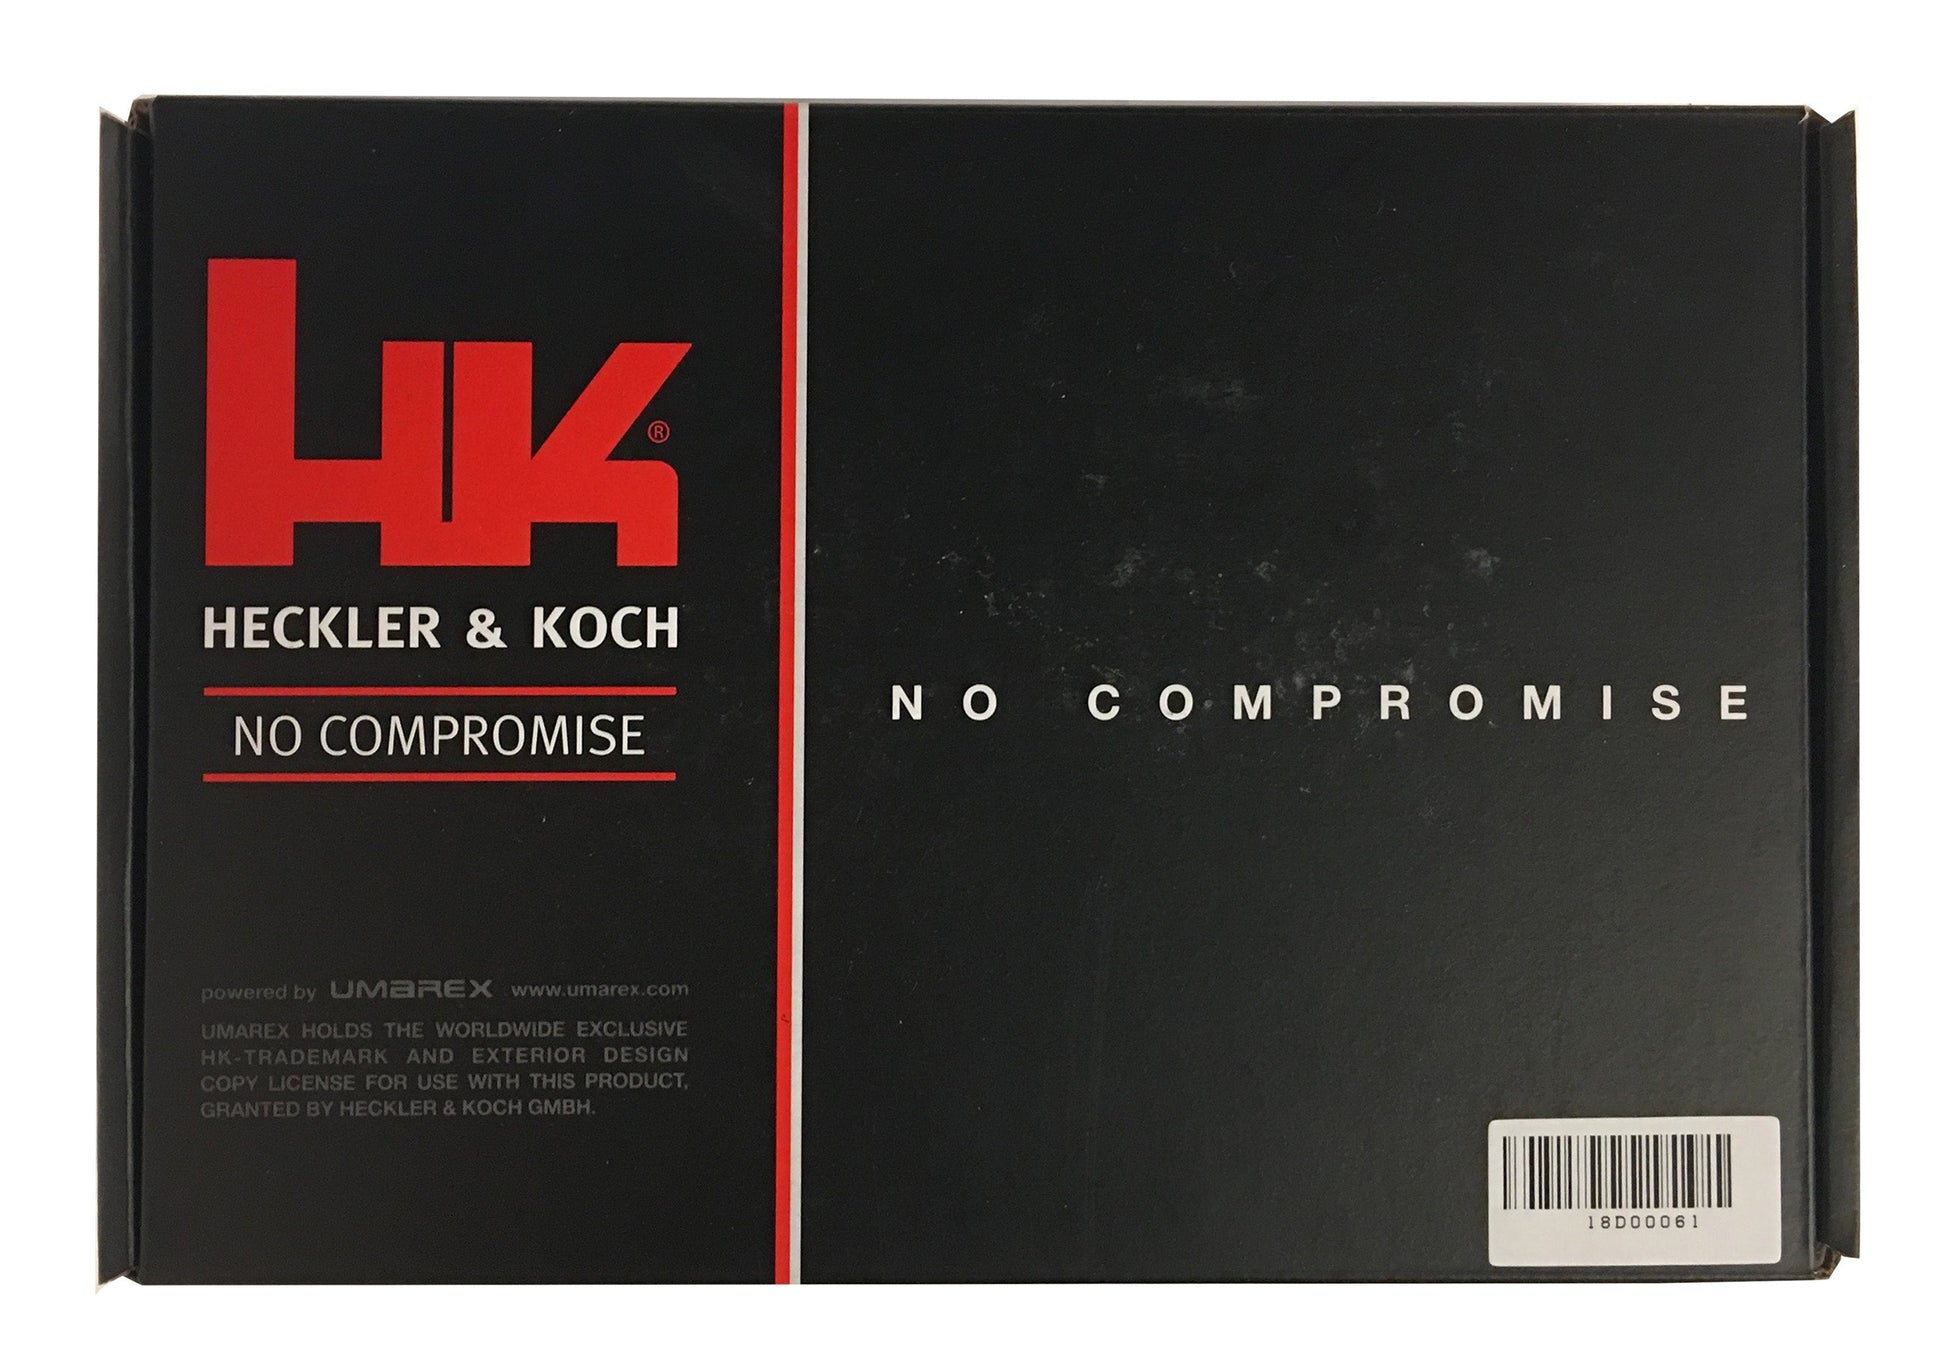 HK®
HECKLER & KOCH
NO COMPROMISE
powered by UMAREX www.umarex.com
UMAREX HOLDS THE WORLDWIDE EXCLUSIVE
HK-TRADEMARK AND EXTERIOR DESIGN
COPY LICENSE FOR USE WITH THIS PRODUCT,
GRANTED BY HECKLER & KOCH GMBH.
NO COMPROMISE
18D00061